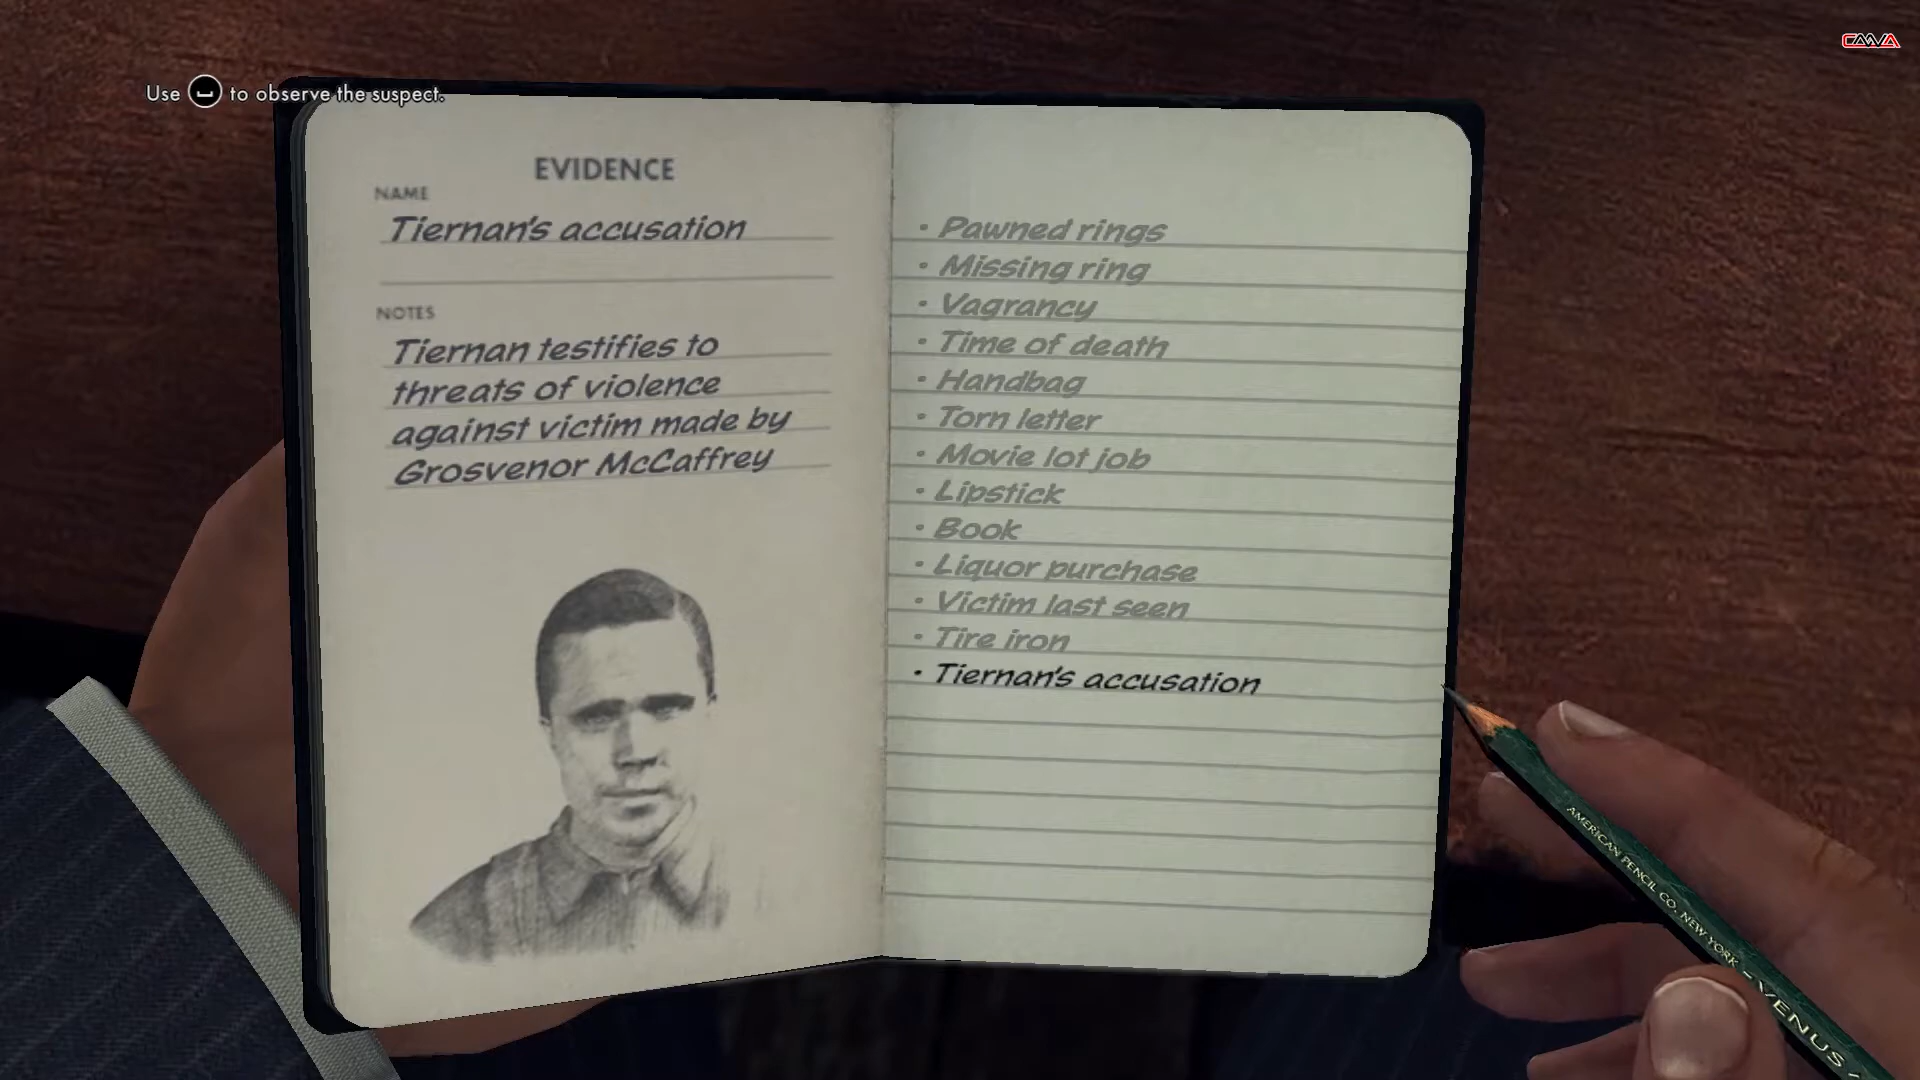 CAWA
Use to observe the suspect.
EVIDENCE
NAME
Tiernan's accusation
NOTES
Tiernan testifies to
threats of violence
against victim made by
Grosvenor McCaffrey
• Pawned rings
• Missing ring
• Vagrancy
• Time of death
• Handbag
• Torn letter
• Movie lot job
• Lipstick
• Book
• Liquor purchase
• Victim last seen
• Tire iron
• Tiernan's accusation
AMERICAN PENCIL CO. NEW YORK - VENUS